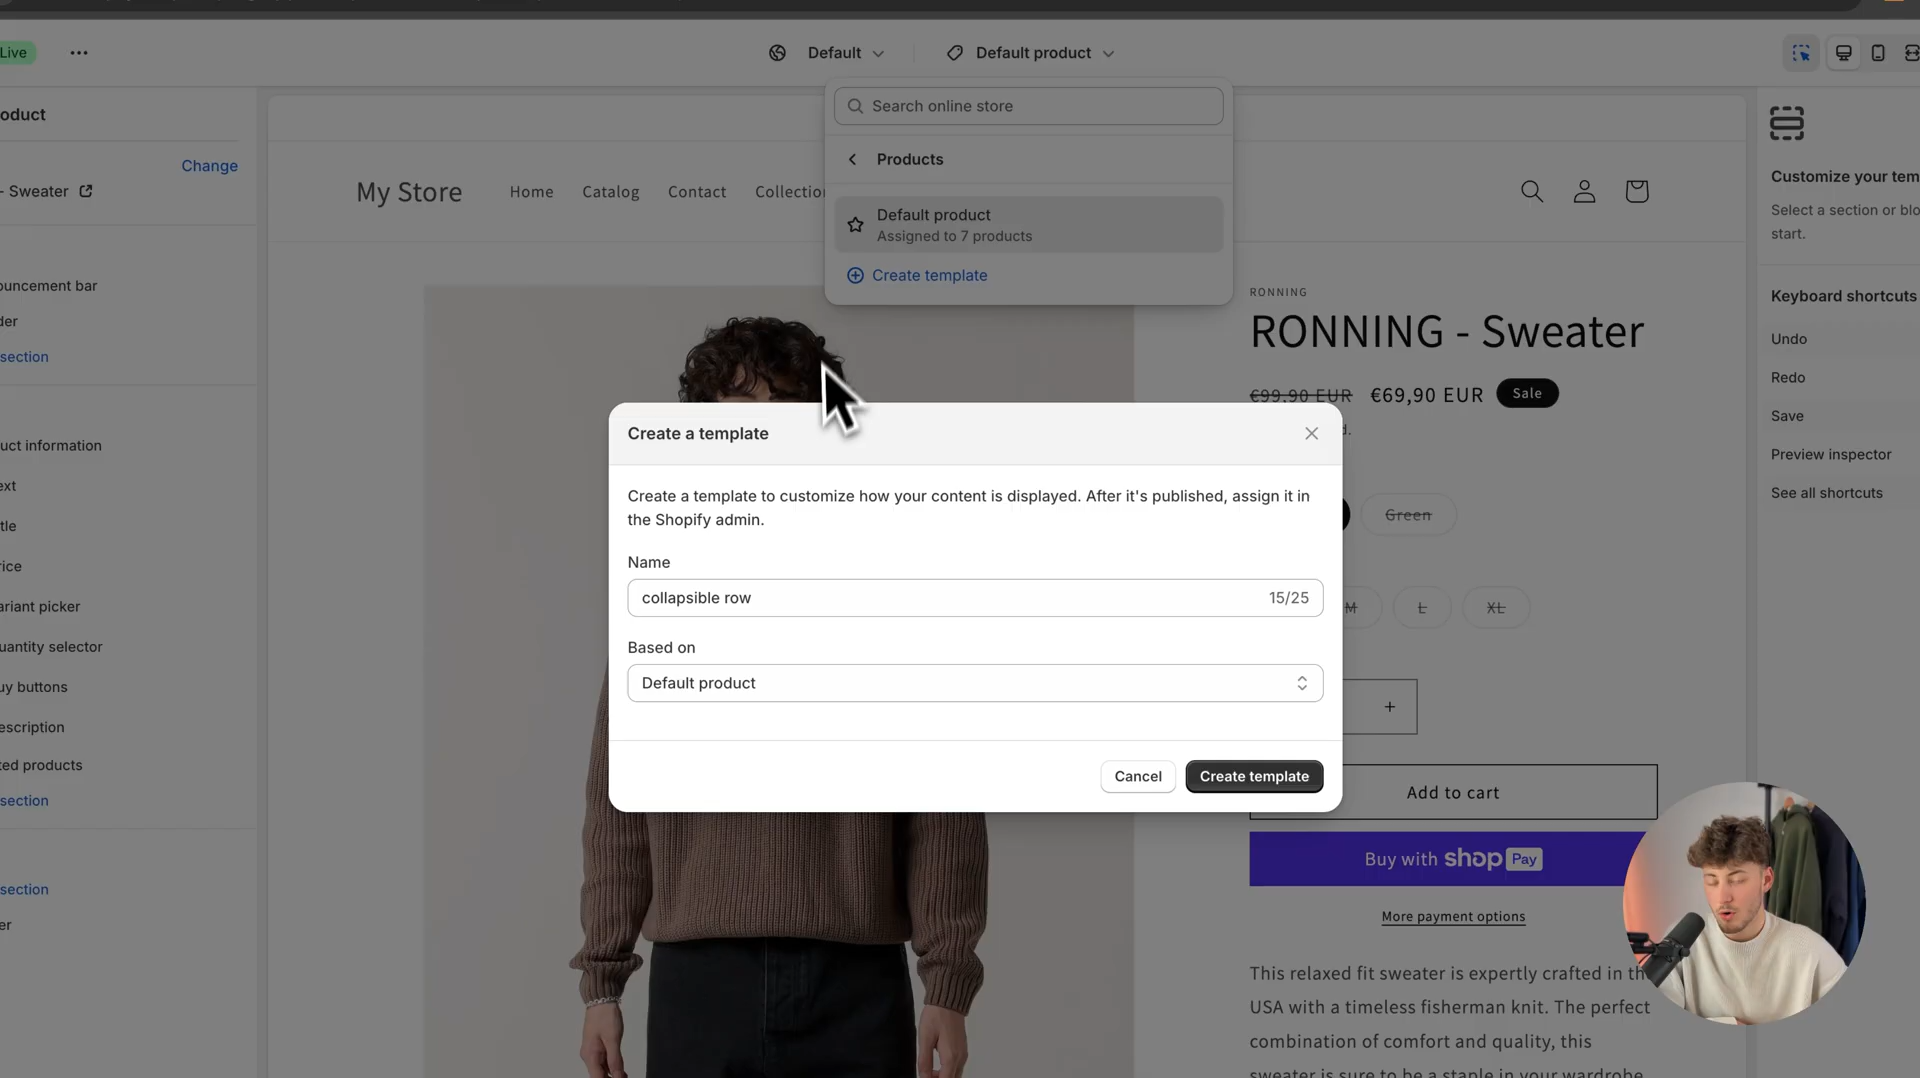 Live
Default
Default product
Search online store
Products
Default product
Assigned to 7 products
Create template
oduct
Change
- Sweater
ouncement bar
der
section
uct information
ext
tle
rice
ariant picker
uantity selector
uy buttons
escription
ted products
section
section
er
My Store
Home
Catalog
Contact
Collection
RONNING
RONNING - Sweater
€99,90 EUR
€69,90 EUR
Sale
d.
Green
M
L
XL
+
Add to cart
Buy with shop Pay
More payment options
This relaxed fit sweater is expertly crafted in the
USA with a timeless fisherman knit. The perfect
combination of comfort and quality, this
sweater is sure to be a staple in your wardrobe
Create a template
Create a template to customize how your content is displayed. After it's published, assign it in
the Shopify admin.
Name
collapsible row
15/25
Based on
Default product
Cancel
Create template
Customize your tem
Select a section or blo
start.
Keyboard shortcuts
Undo
Redo
Save
Preview inspector
See all shortcuts